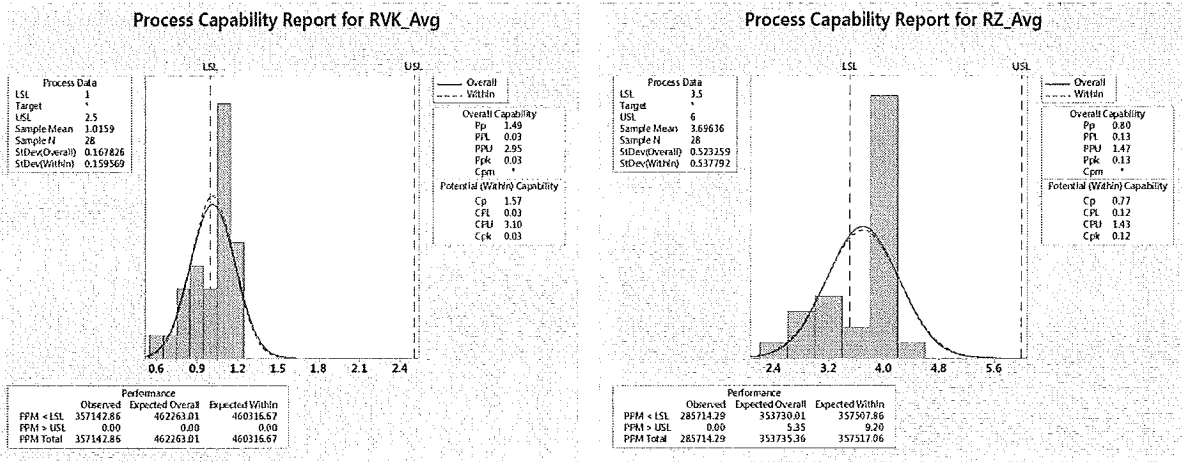 Process Capability Report for RVK_Avg
LSL USL
Process Data
LSL 1
Target *
USL 2.5
Sample Mean 1.0159
Sample N 28
StDev(Overall) 0.167826
StDev(Within) 0.159569
Overall
Within
Overall Capability
Pp 1.49
PPL 0.03
PPU 2.95
Ppk 0.03
Cpm *
Potential (Within) Capability
Cp 1.57
CPL 0.03
CPU 3.10
Cpk 0.03
0.6 0.9 1.2 1.5 1.8 2.1 2.4
Performance
Observed Expected Overall Expected Within
PPM < LSL 357142.86 462263.01 460316.67
PPM > USL 0.00 0.00 0.00
PPM Total 357142.86 462263.01 460316.67
Process Capability Report for RZ_Avg
LSL USL
Process Data
LSL 3.5
Target *
USL 6
Sample Mean 3.69636
Sample N 28
StDev(Overall) 0.523259
StDev(Within) 0.537792
Overall
Within
Overall Capability
Pp 0.80
PPL 0.13
PPU 1.47
Ppk 0.13
Cpm *
Potential (Within) Capability
Cp 0.77
CPL 0.12
CPU 1.43
Cpk 0.12
2.4 3.2 4.0 4.8 5.6
Performance
Observed Expected Overall Expected Within
PPM < LSL 285714.29 353730.01 357507.86
PPM > USL 0.00 5.35 9.20
PPM Total 285714.29 353735.36 357517.06